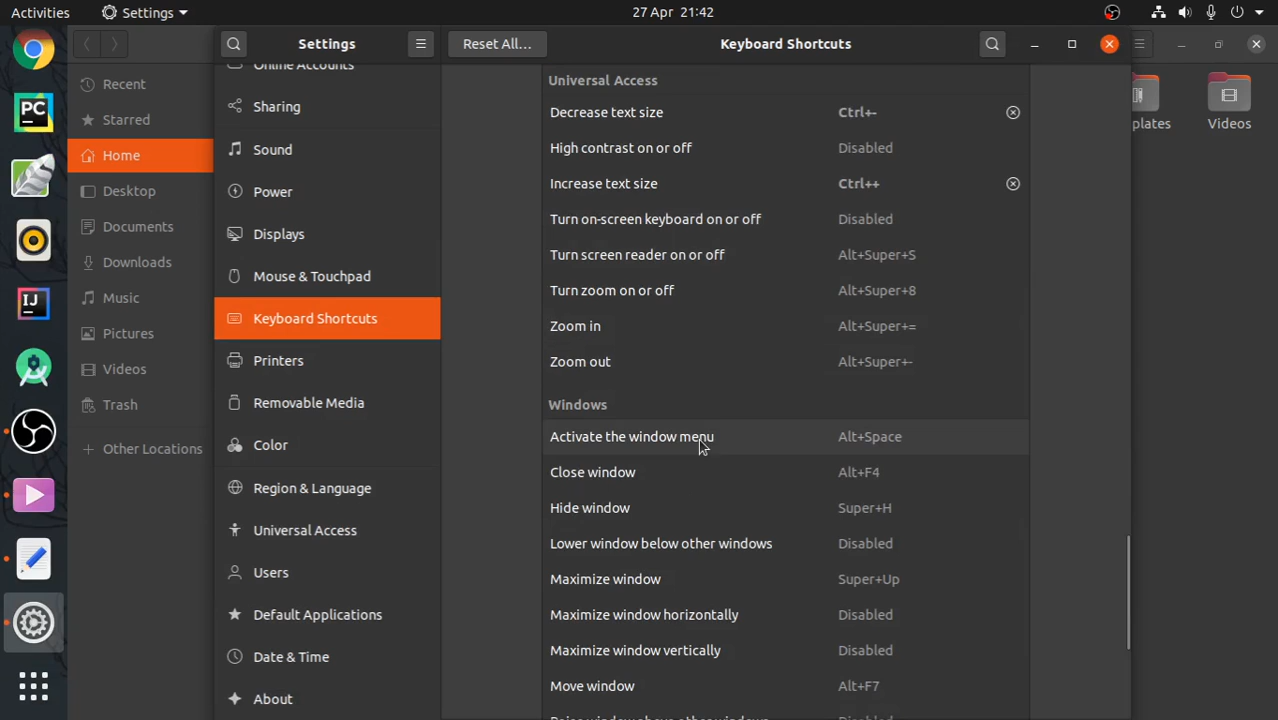 Activities Settings 27 Apr 21:42
Settings Reset All... Keyboard Shortcuts
Recent
Starred
Home
Desktop
Documents
Downloads
Music
Pictures
Videos
Trash
Other Locations
Online Accounts
Sharing
Sound
Power
Displays
Mouse & Touchpad
Keyboard Shortcuts
Printers
Removable Media
Color
Region & Language
Universal Access
Users
Default Applications
Date & Time
About
Universal Access
Decrease text size Ctrl+-
High contrast on or off Disabled
Increase text size Ctrl++
Turn on-screen keyboard on or off Disabled
Turn screen reader on or off Alt+Super+S
Turn zoom on or off Alt+Super+8
Zoom in Alt+Super+=
Zoom out Alt+Super+-
Windows
Activate the window menu Alt+Space
Close window Alt+F4
Hide window Super+H
Lower window below other windows Disabled
Maximize window Super+Up
Maximize window horizontally Disabled
Maximize window vertically Disabled
Move window Alt+F7
Raise window above other windows Disabled
plates Videos
PC
IJ